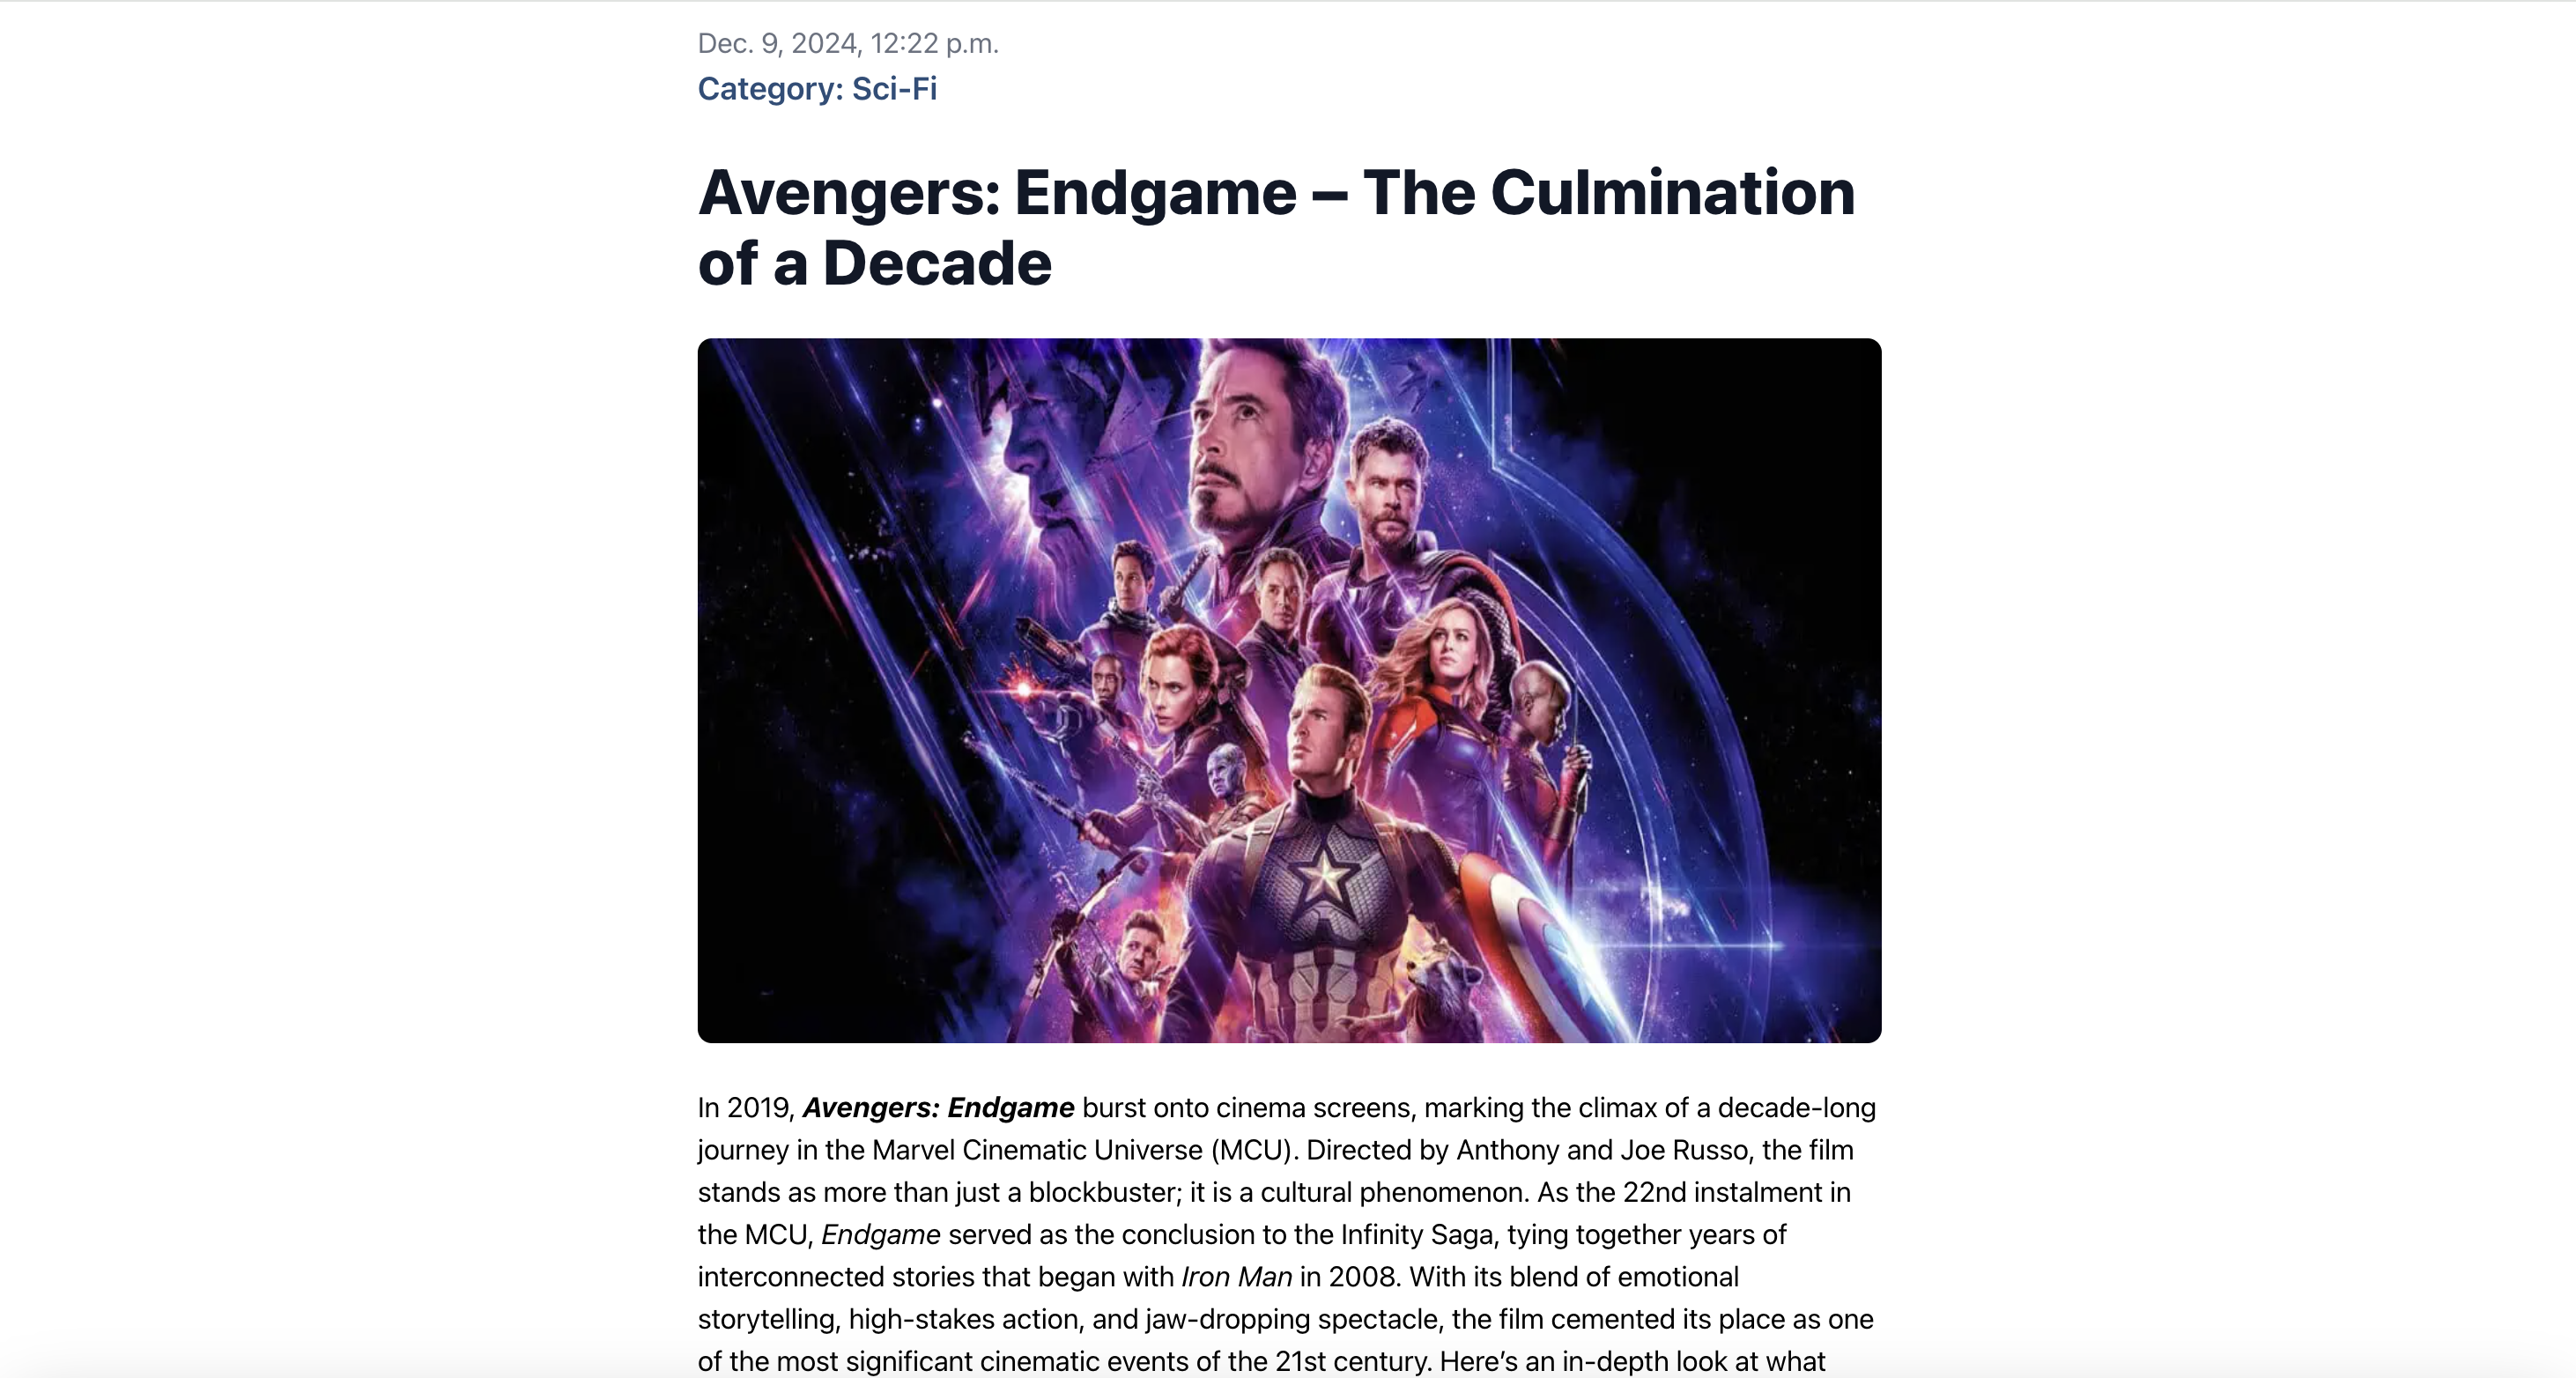 Dec. 9, 2024, 12:22 p.m.
Category: Sci-Fi
Avengers: Endgame – The Culmination
of a Decade
In 2019, Avengers: Endgame burst onto cinema screens, marking the climax of a decade-long
journey in the Marvel Cinematic Universe (MCU). Directed by Anthony and Joe Russo, the film
stands as more than just a blockbuster; it is a cultural phenomenon. As the 22nd instalment in
the MCU, Endgame served as the conclusion to the Infinity Saga, tying together years of
interconnected stories that began with Iron Man in 2008. With its blend of emotional
storytelling, high-stakes action, and jaw-dropping spectacle, the film cemented its place as one
of the most significant cinematic events of the 21st century. Here’s an in-depth look at what